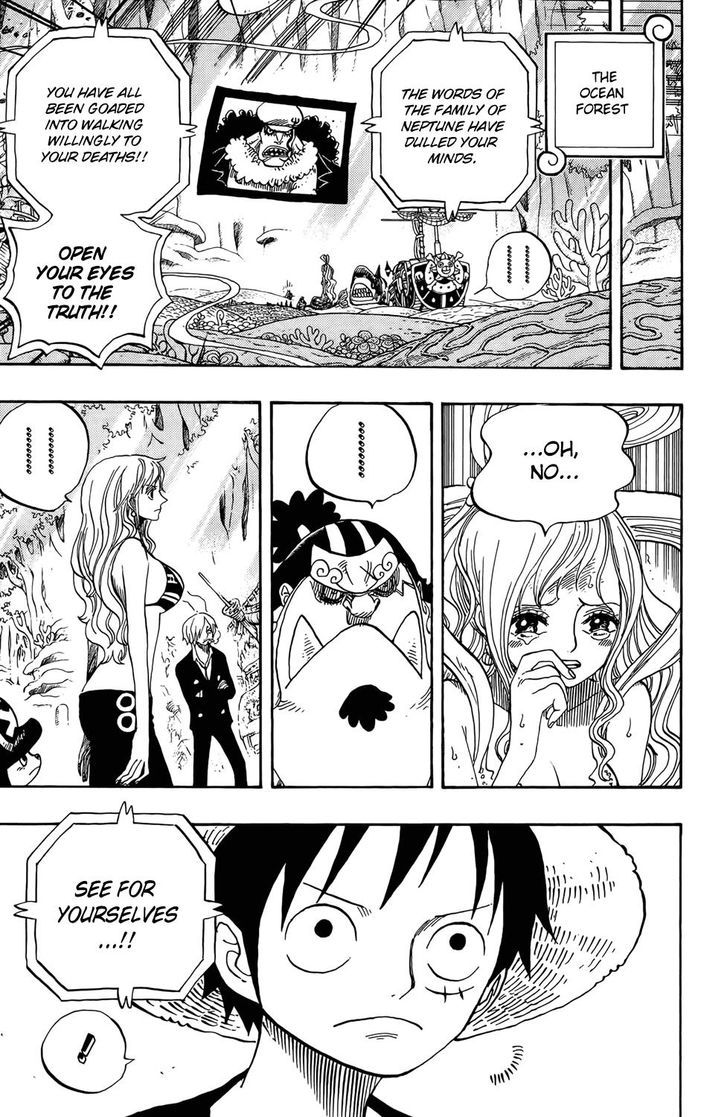 THE
OCEAN
FOREST
THE WORDS OF
THE FAMILY OF
NEPTUNE HAVE
DULLED YOUR
MINDS.
YOU HAVE ALL
BEEN GOADED
INTO WALKING
WILLINGLY TO
YOUR DEATHS!!
OPEN
YOUR EYES
TO THE
TRUTH!!
...OH,
NO...
SEE FOR
YOURSELVES
...!!
!